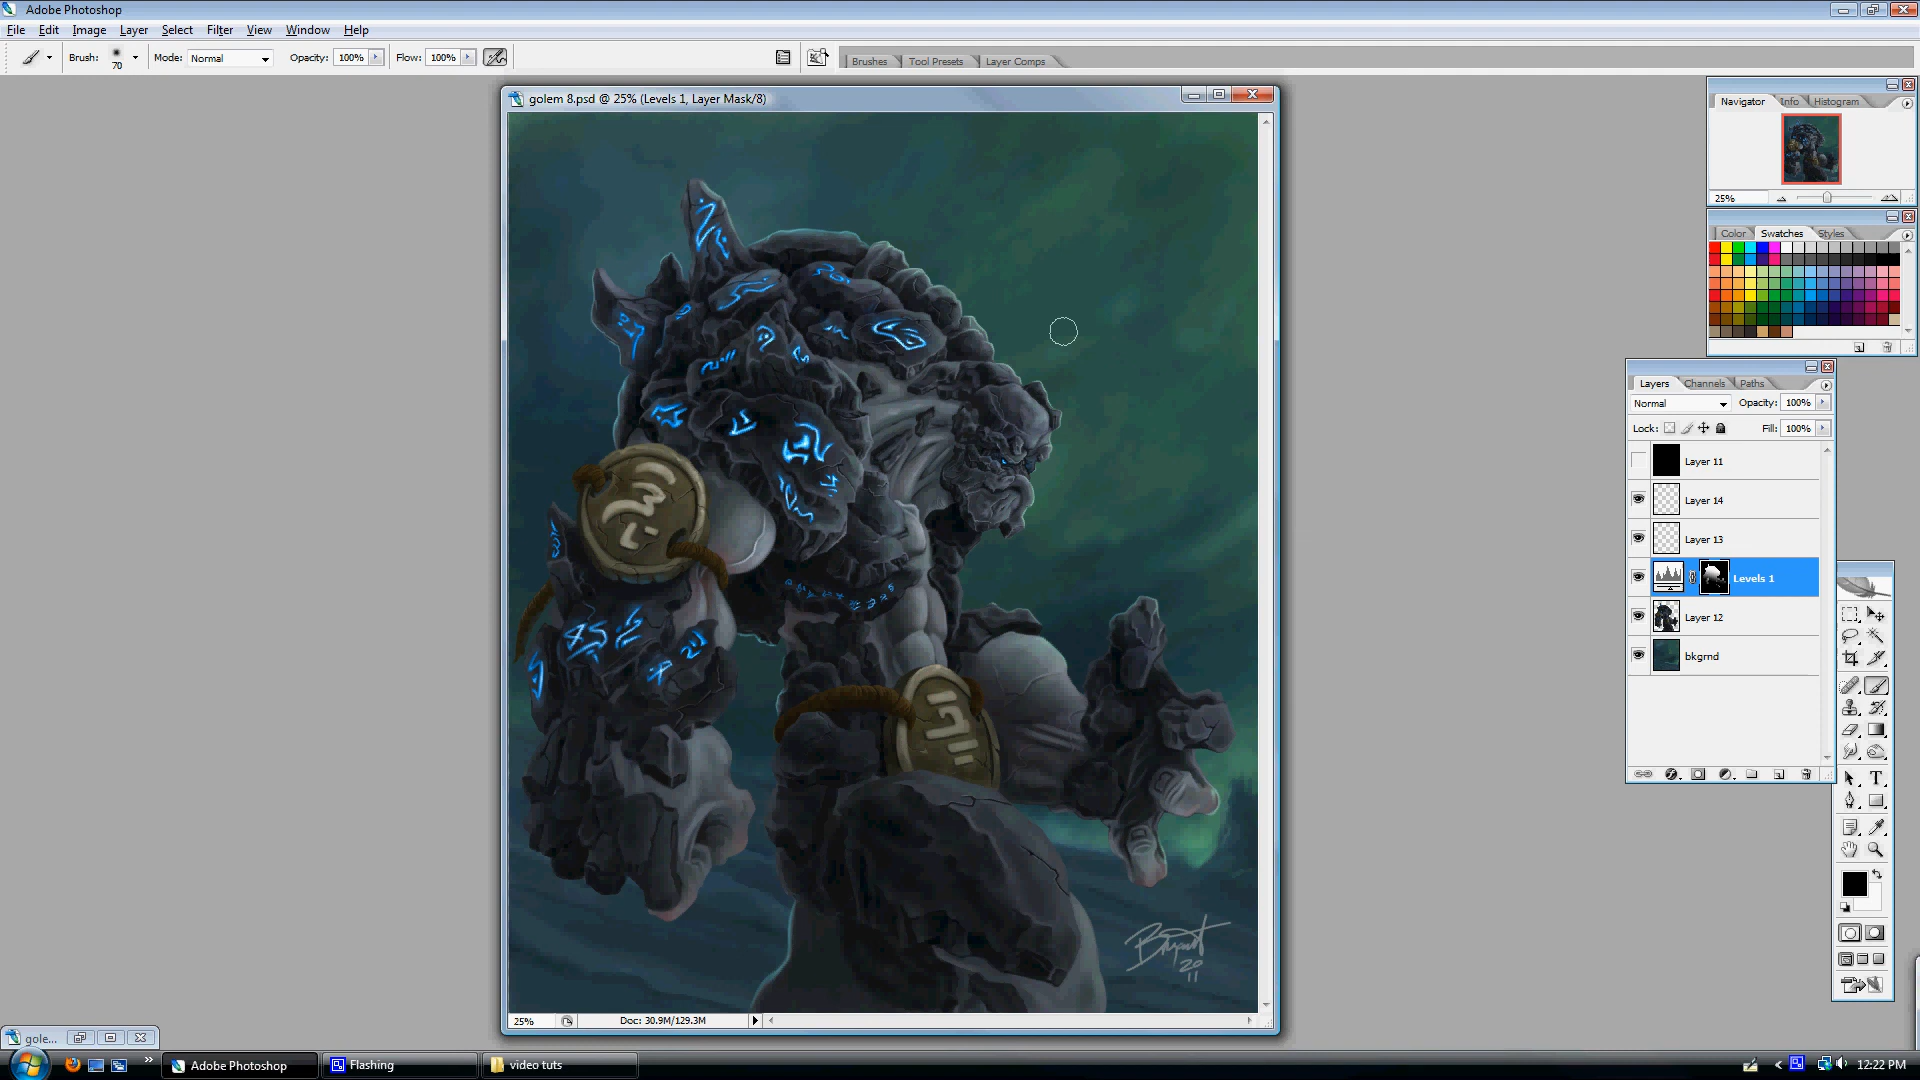 Adobe Photoshop
File Edit Image Layer Select Filter View Window Help
Brush: 70 Mode: Normal Opacity: 100% Flow: 100% Brushes Tool Presets Layer Comps
golem 8.psd @ 25% (Levels 1, Layer Mask/8)
Navigator Info Histogram
25%
Color Swatches Styles
Layers Channels Paths
Normal Opacity: 100%
Lock: Fill: 100%
Layer 11
Layer 14
Layer 13
Levels 1
Layer 12
bkgrnd
20
11
25% Doc: 30.9M/129.3M
gole...
Adobe Photoshop Flashing video tuts 12:22 PM